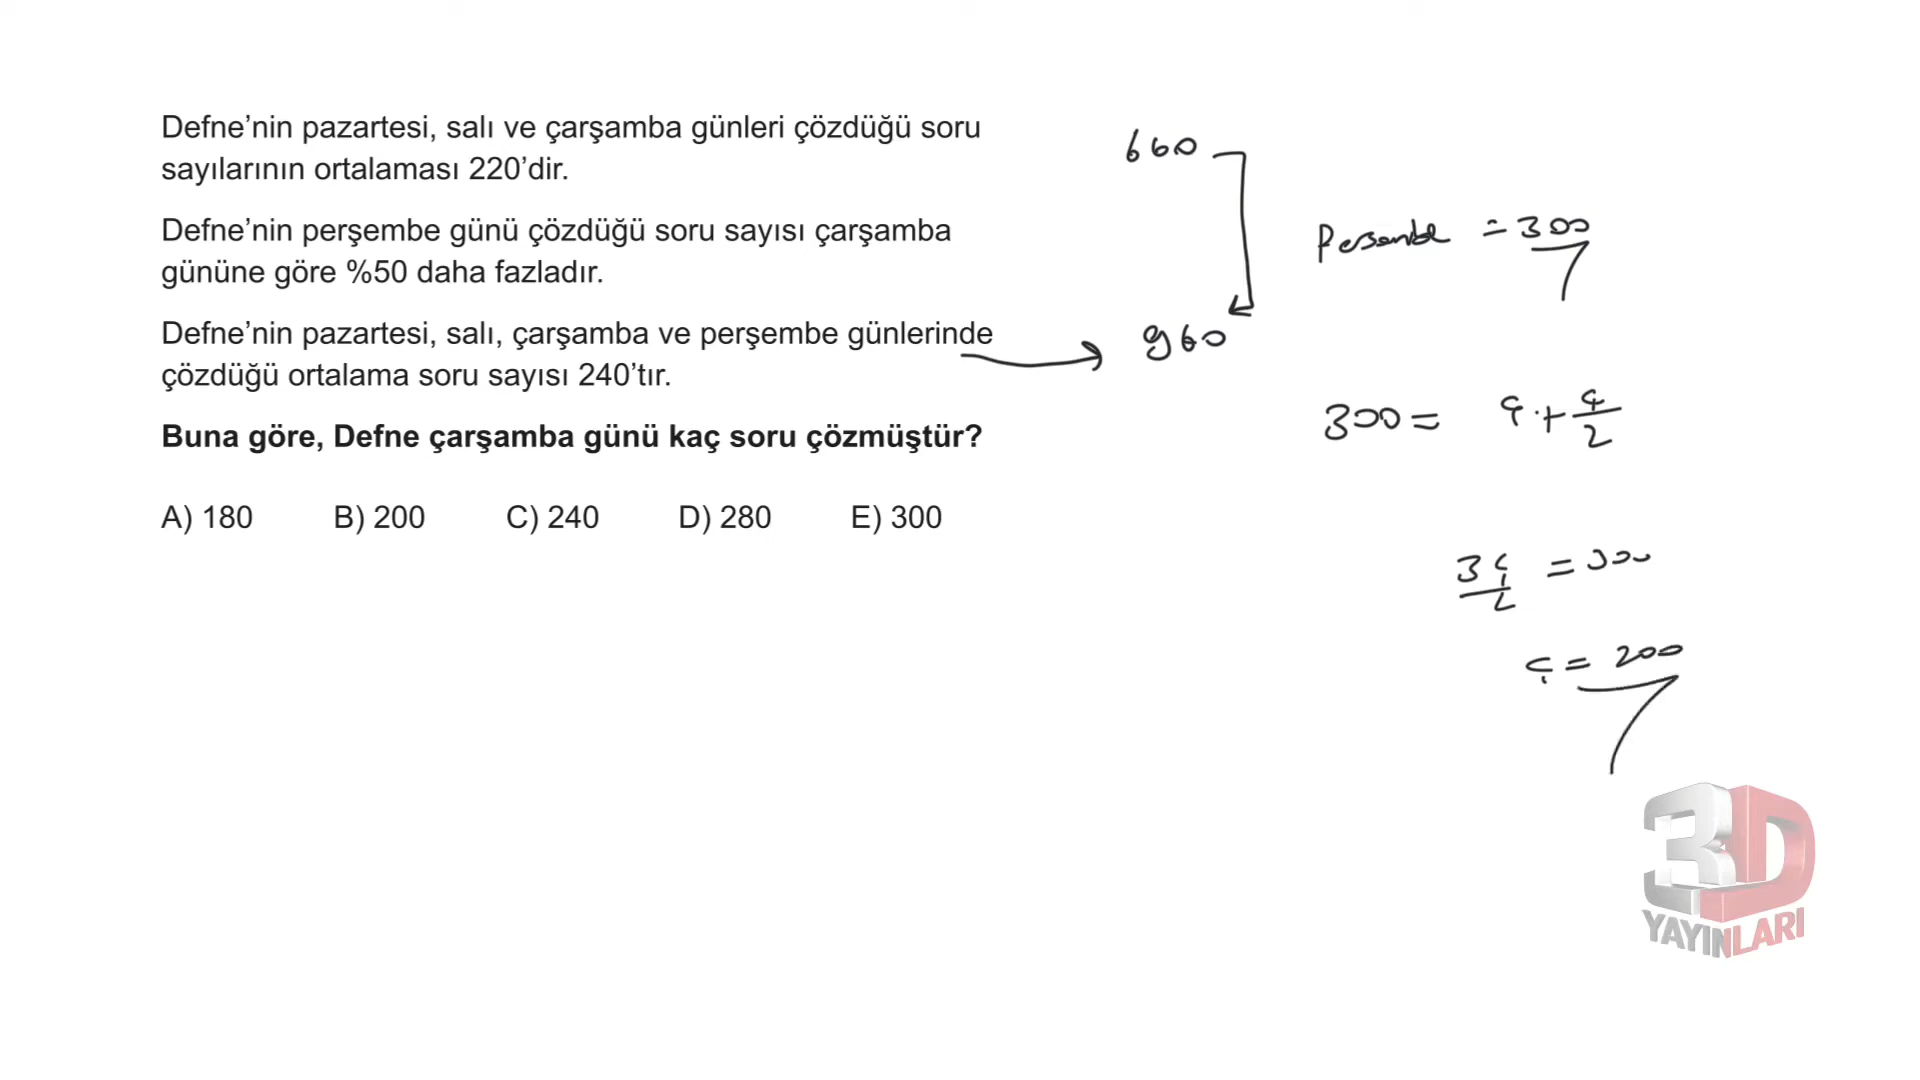 Defne’nin pazartesi, salı ve çarşamba günleri çözdüğü soru
sayılarının ortalaması 220’dir.
Defne’nin perşembe günü çözdüğü soru sayısı çarşamba
gününe göre %50 daha fazladır.
Defne’nin pazartesi, salı, çarşamba ve perşembe günlerinde
çözdüğü ortalama soru sayısı 240’tır.
Buna göre, Defne çarşamba günü kaç soru çözmüştür?
A) 180 B) 200 C) 240 D) 280 E) 300
660
960
Perşembe = 300
300 = ç + ç/2
3ç/2 = 300
ç = 200
3D
YAYINLARI